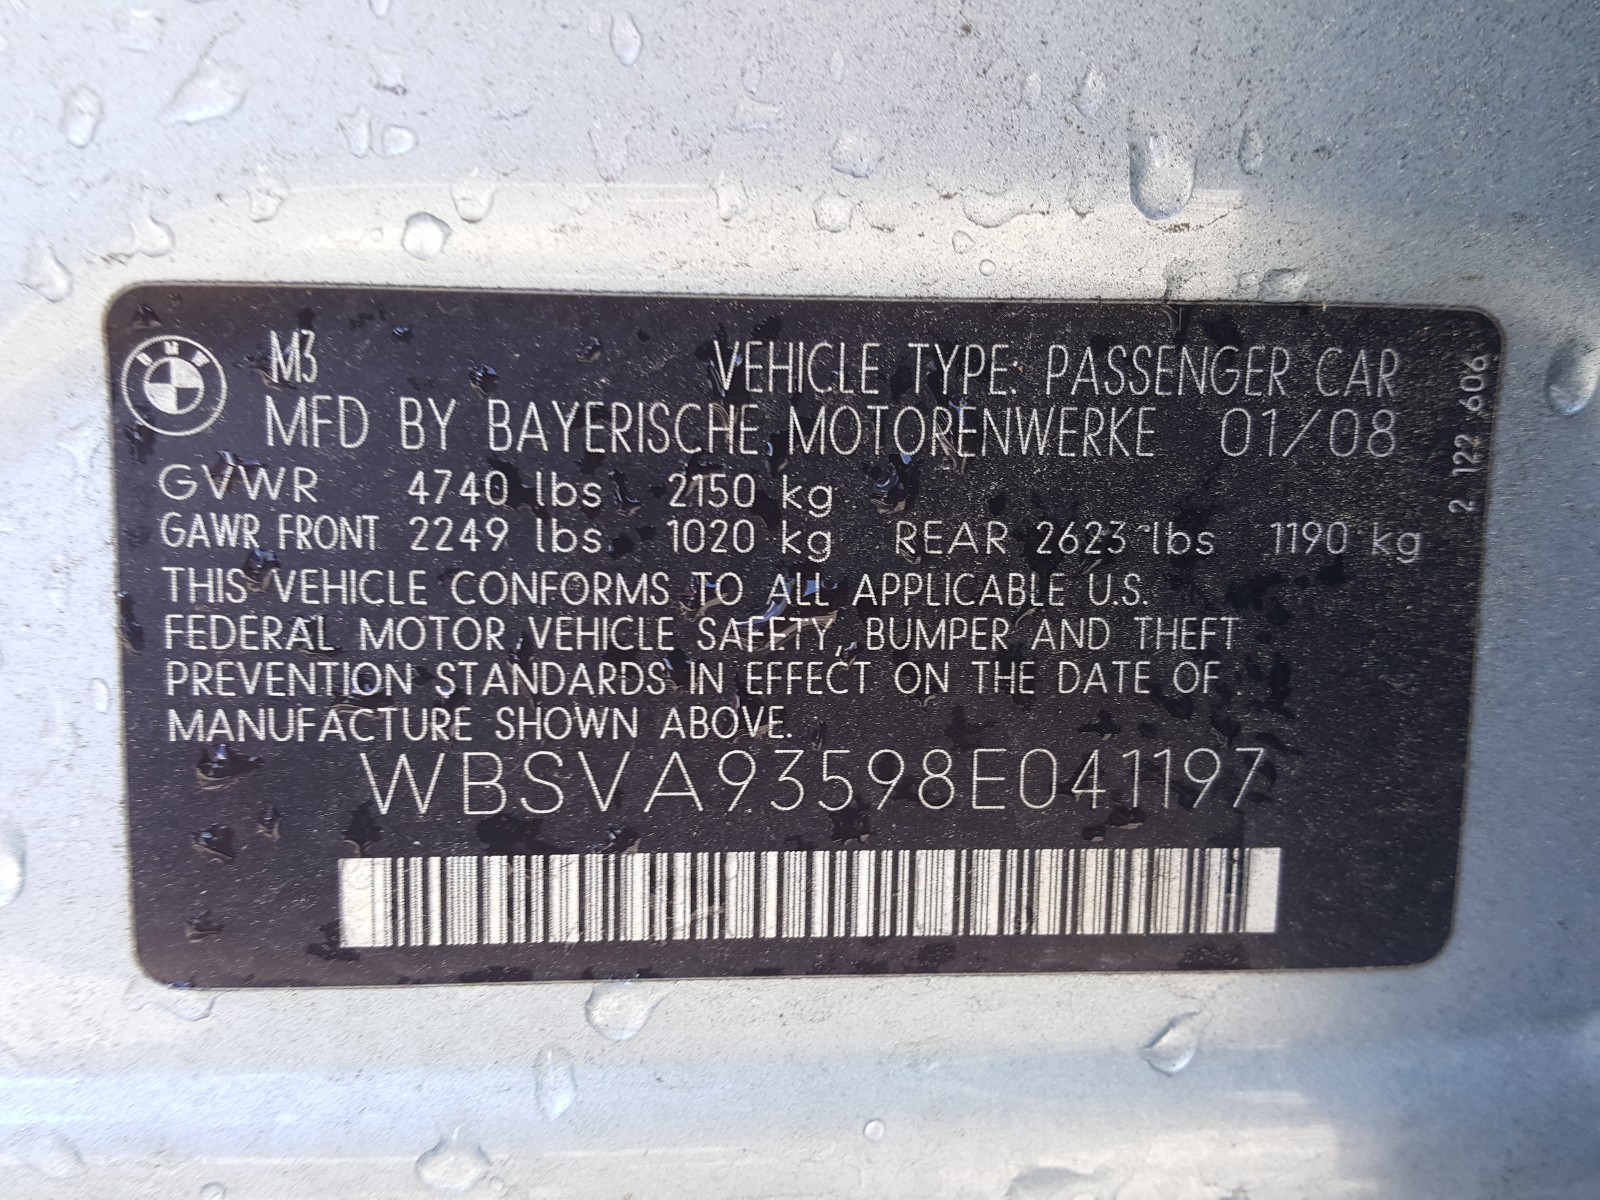 BMW
M3 VEHICLE TYPE: PASSENGER CAR
MFD BY BAYERISCHE MOTORENWERKE 01/08
GVWR 4740 lbs 2150 kg
GAWR FRONT 2249 lbs 1020 kg REAR 2623 lbs 1190 kg
THIS VEHICLE CONFORMS TO ALL APPLICABLE U.S.
FEDERAL MOTOR VEHICLE SAFETY, BUMPER AND THEFT
PREVENTION STANDARDS IN EFFECT ON THE DATE OF
MANUFACTURE SHOWN ABOVE.
WBSVA93598E041197
2 122 606